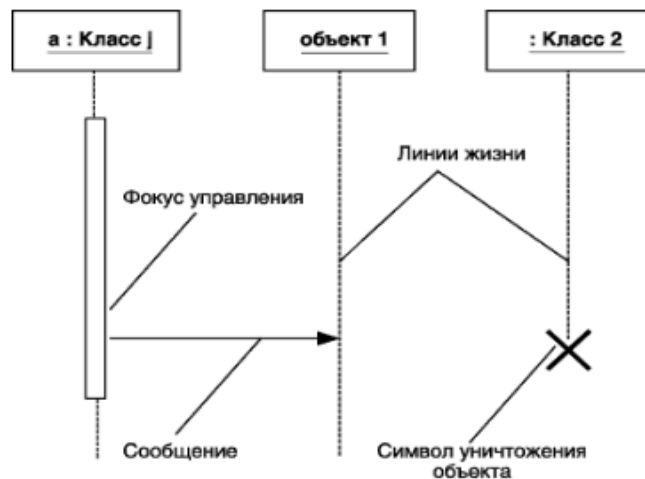 a : Класс j
объект 1
: Класс 2
Линии жизни
Фокус управления
Сообщение
Символ уничтожения
объекта